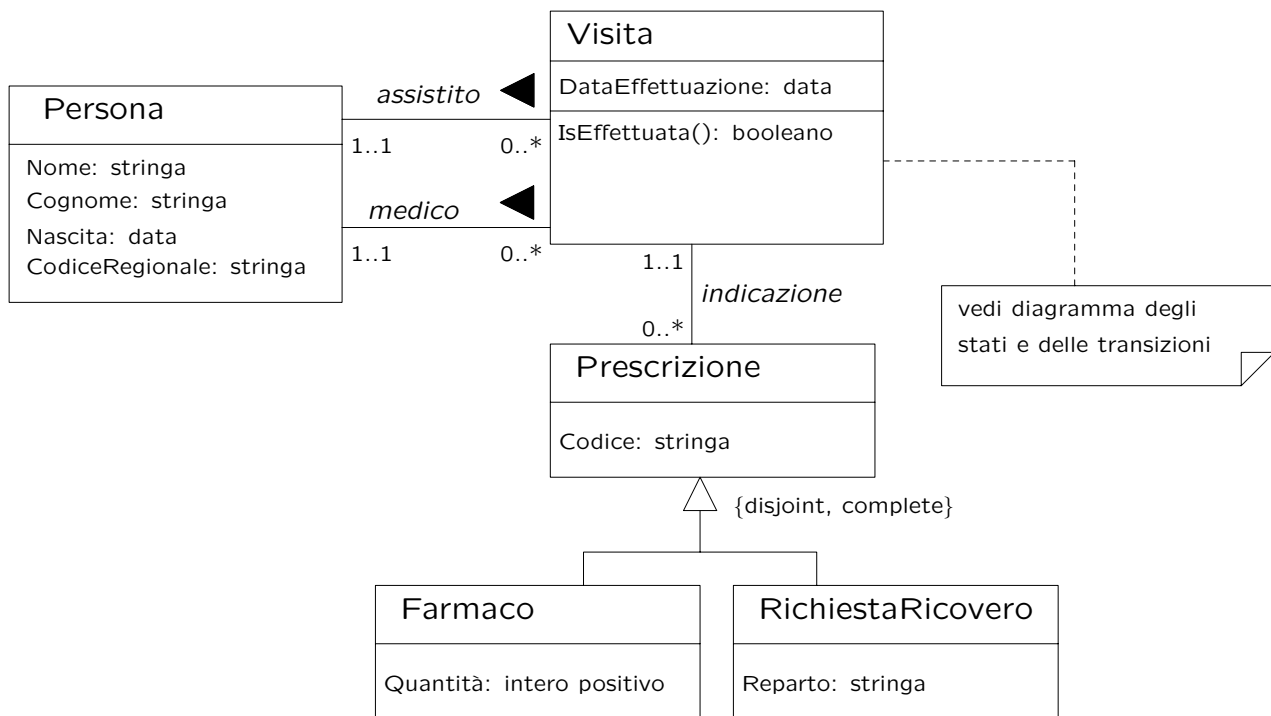 Visita
DataEffettuazione: data
IsEffettuata(): booleano
Persona
Nome: stringa
Cognome: stringa
Nascita: data
CodiceRegionale: stringa
assistito
1..1
0..*
medico
1..1
0..*
1..1
indicazione
0..*
vedi diagramma degli
stati e delle transizioni
Prescrizione
Codice: stringa
{disjoint, complete}
Farmaco
Quantità: intero positivo
RichiestaRicovero
Reparto: stringa